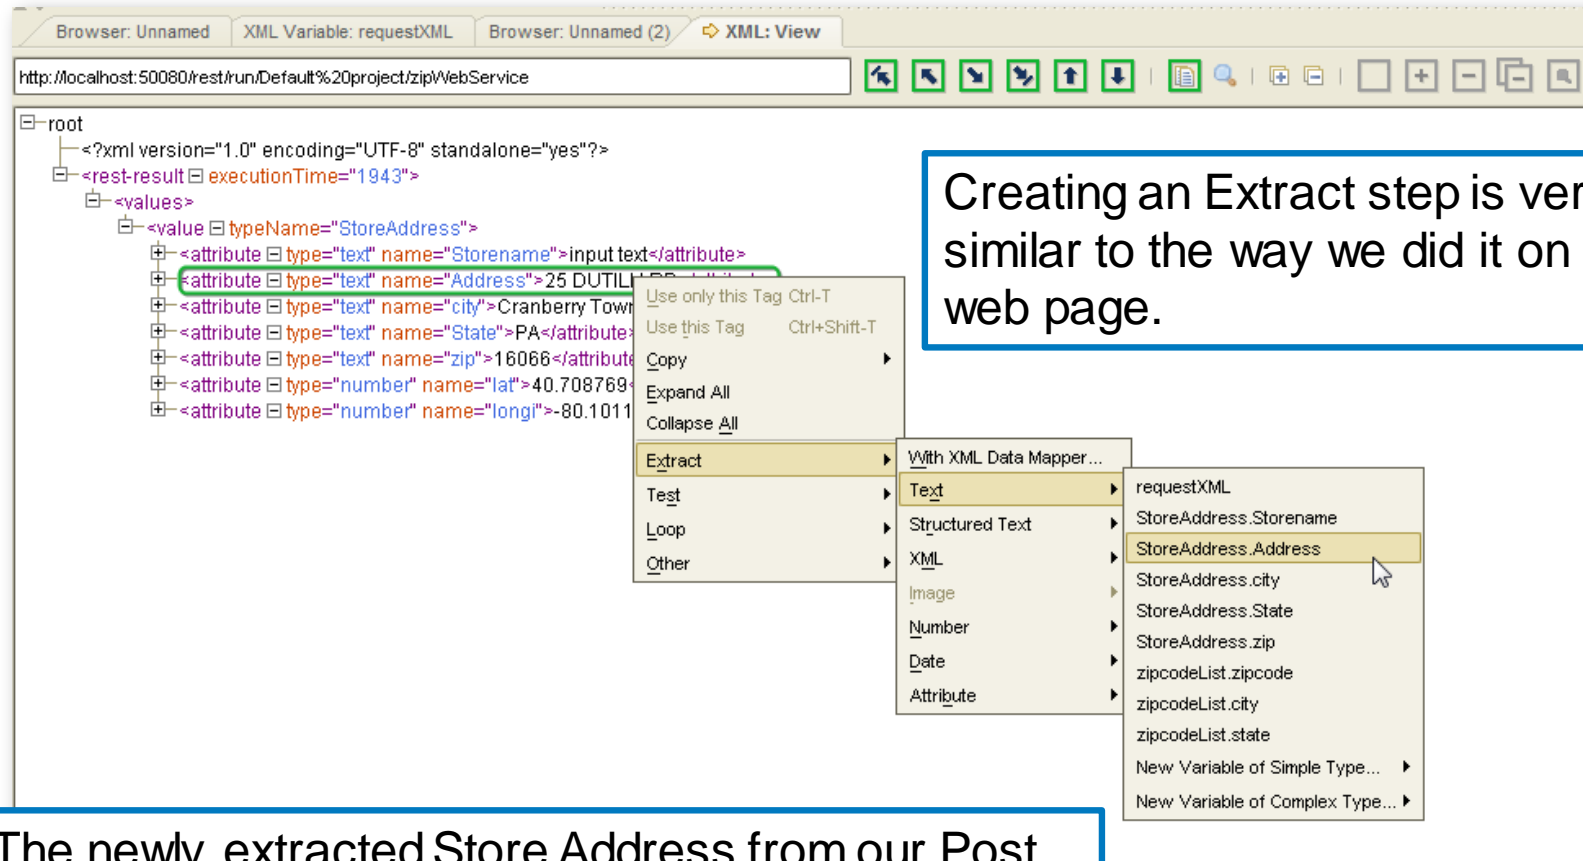 Browser: Unnamed
XML Variable: requestXML
Browser: Unnamed (2)
XML: View
http://localhost:50080/rest/run/Default%20project/zipWebService
root
<?xml version="1.0" encoding="UTF-8" standalone="yes"?>
<rest-result executionTime="1943">
<values>
<value typeName="StoreAddress">
<attribute type="text" name="Storename">input text</attribute>
<attribute type="text" name="Address">25 DUTIL
<attribute type="text" name="city">Cranberry Town
<attribute type="text" name="State">PA</attribute>
<attribute type="text" name="zip">16066</attribute
<attribute type="number" name="lat">40.708769<
<attribute type="number" name="longi">-80.1011
Creating an Extract step is ver
similar to the way we did it on
web page.
Use only this Tag Ctrl-T
Use this Tag Ctrl+Shift-T
Copy
Expand All
Collapse All
Extract
Test
Loop
Other
With XML Data Mapper...
Text
Structured Text
XML
Image
Number
Date
Attribute
requestXML
StoreAddress.Storename
StoreAddress.Address
StoreAddress.city
StoreAddress.State
StoreAddress.zip
zipcodeList.zipcode
zipcodeList.city
zipcodeList.state
New Variable of Simple Type...
New Variable of Complex Type...
The newly extracted Store Address from our Post